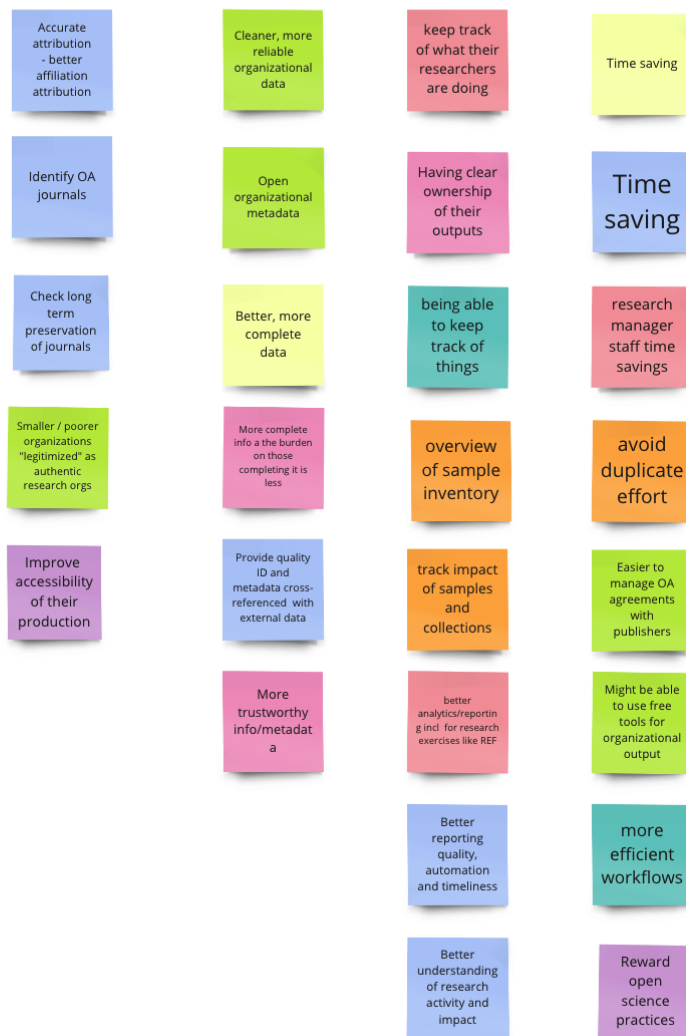 Accurate
attribution
- better
affiliation
attribution
Identify OA
journals
Check long
term
preservation
of journals
Smaller / poorer
organizations
"legitimized" as
authentic
research orgs
Improve
accessibility
of their
production
Cleaner, more
reliable
organizational
data
Open
organizational
metadata
Better, more
complete
data
More complete
info a the burden
on those
completing it is
less
Provide quality
ID and
metadata cross-
referenced with
external data
More
trustworthy
info/metadat
a
keep track
of what their
researchers
are doing
Having clear
ownership
of their
outputs
being able
to keep
track of
things
overview
of sample
inventory
track impact
of samples
and
collections
better
analytics/reportin
g incl for research
exercises like REF
Better
reporting
quality,
automation
and timeliness
Better
understanding
of research
activity and
impact
Time saving
Time
saving
research
manager
staff time
savings
avoid
duplicate
effort
Easier to
manage OA
agreements
with
publishers
Might be able
to use free
tools for
organizational
output
more
efficient
workflows
Reward
open
science
practices